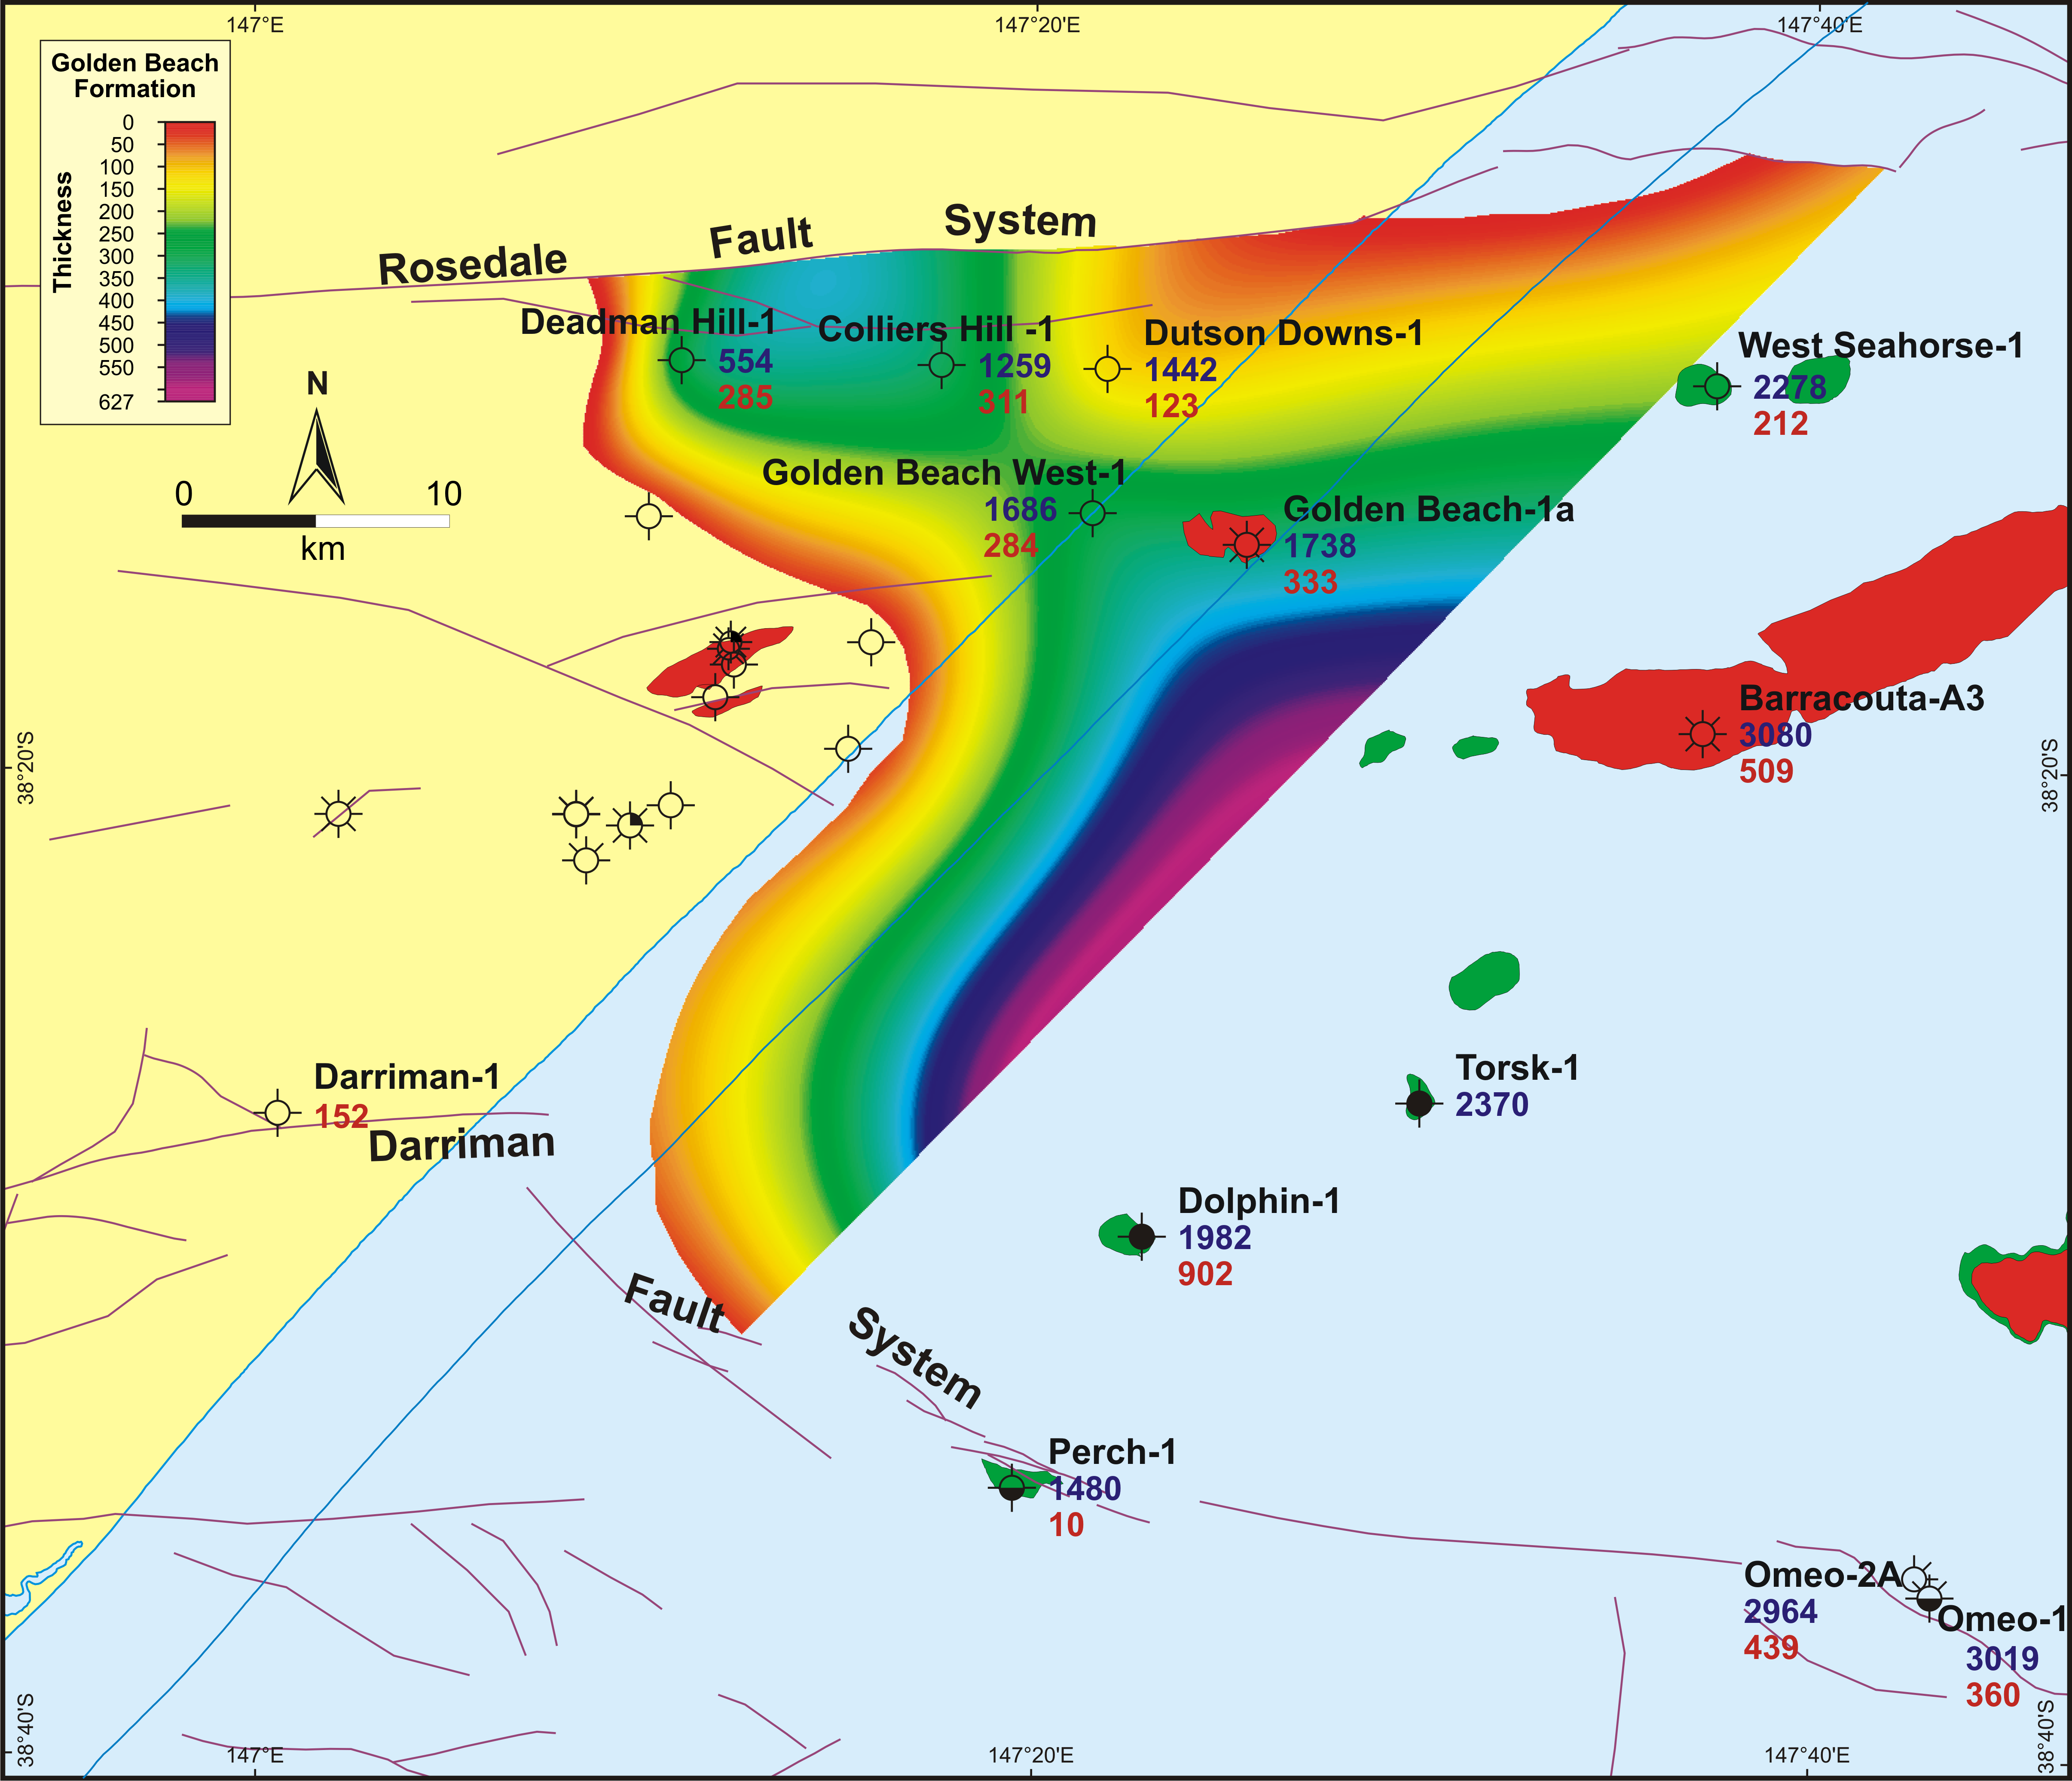 147°E
147°20'E
147°40'E
Golden Beach
Formation
Thickness
0
50
100
150
200
250
300
350
400
450
500
550
627
N
0
10
km
Rosedale
Fault
System
Deadman Hill-1
554
285
Colliers Hill -1
1259
311
Dutson Downs-1
1442
123
West Seahorse-1
2278
212
Golden Beach West-1
1686
284
Golden Beach-1a
1738
333
Barracouta-A3
3080
509
38°20'S
38°20'S
Darriman-1
152
Darriman
Fault
System
Torsk-1
2370
Dolphin-1
1982
902
Perch-1
1480
10
Omeo-2A
2964
439
Omeo-1
3019
360
38°40'S
38°40'S
147°E
147°20'E
147°40'E